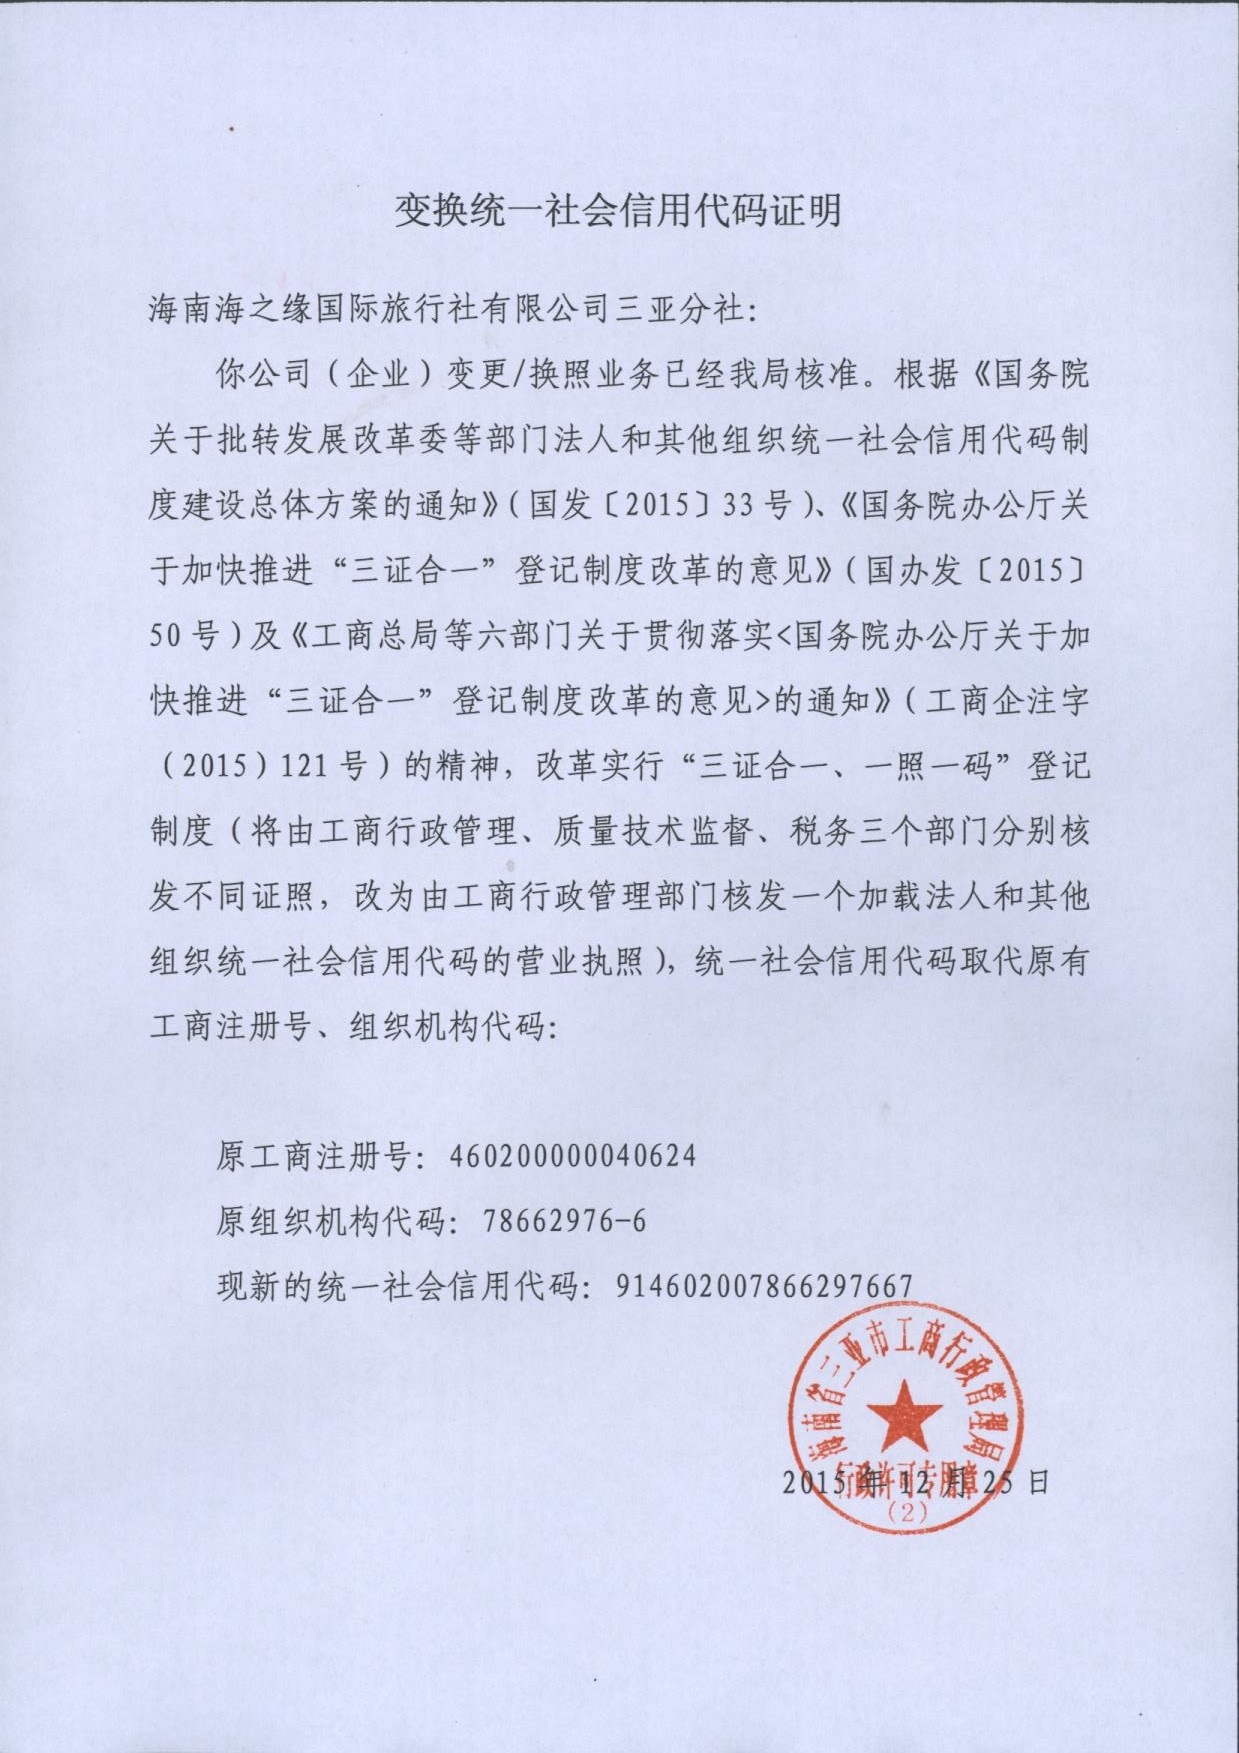 变换统一社会信用代码证明
海南海之缘国际旅行社有限公司三亚分社：
你公司（企业）变更/换照业务已经我局核准。根据《国务院
关于批转发展改革委等部门法人和其他组织统一社会信用代码制
度建设总体方案的通知》（国发〔2015〕33 号）、《国务院办公厅关
于加快推进“三证合一”登记制度改革的意见》（国办发〔2015〕
50 号）及《工商总局等六部门关于贯彻落实<国务院办公厅关于加
快推进“三证合一”登记制度改革的意见>的通知》（工商企注字
（2015）121 号）的精神，改革实行“三证合一、一照一码”登记
制度（将由工商行政管理、质量技术监督、税务三个部门分别核
发不同证照，改为由工商行政管理部门核发一个加载法人和其他
组织统一社会信用代码的营业执照），统一社会信用代码取代原有
工商注册号、组织机构代码：
原工商注册号：460200000040624
原组织机构代码：78662976-6
现新的统一社会信用代码：914602007866297667
海南省三亚市工商行政管理局
2015 年 12 月 25 日
行政许可专用章
（2）